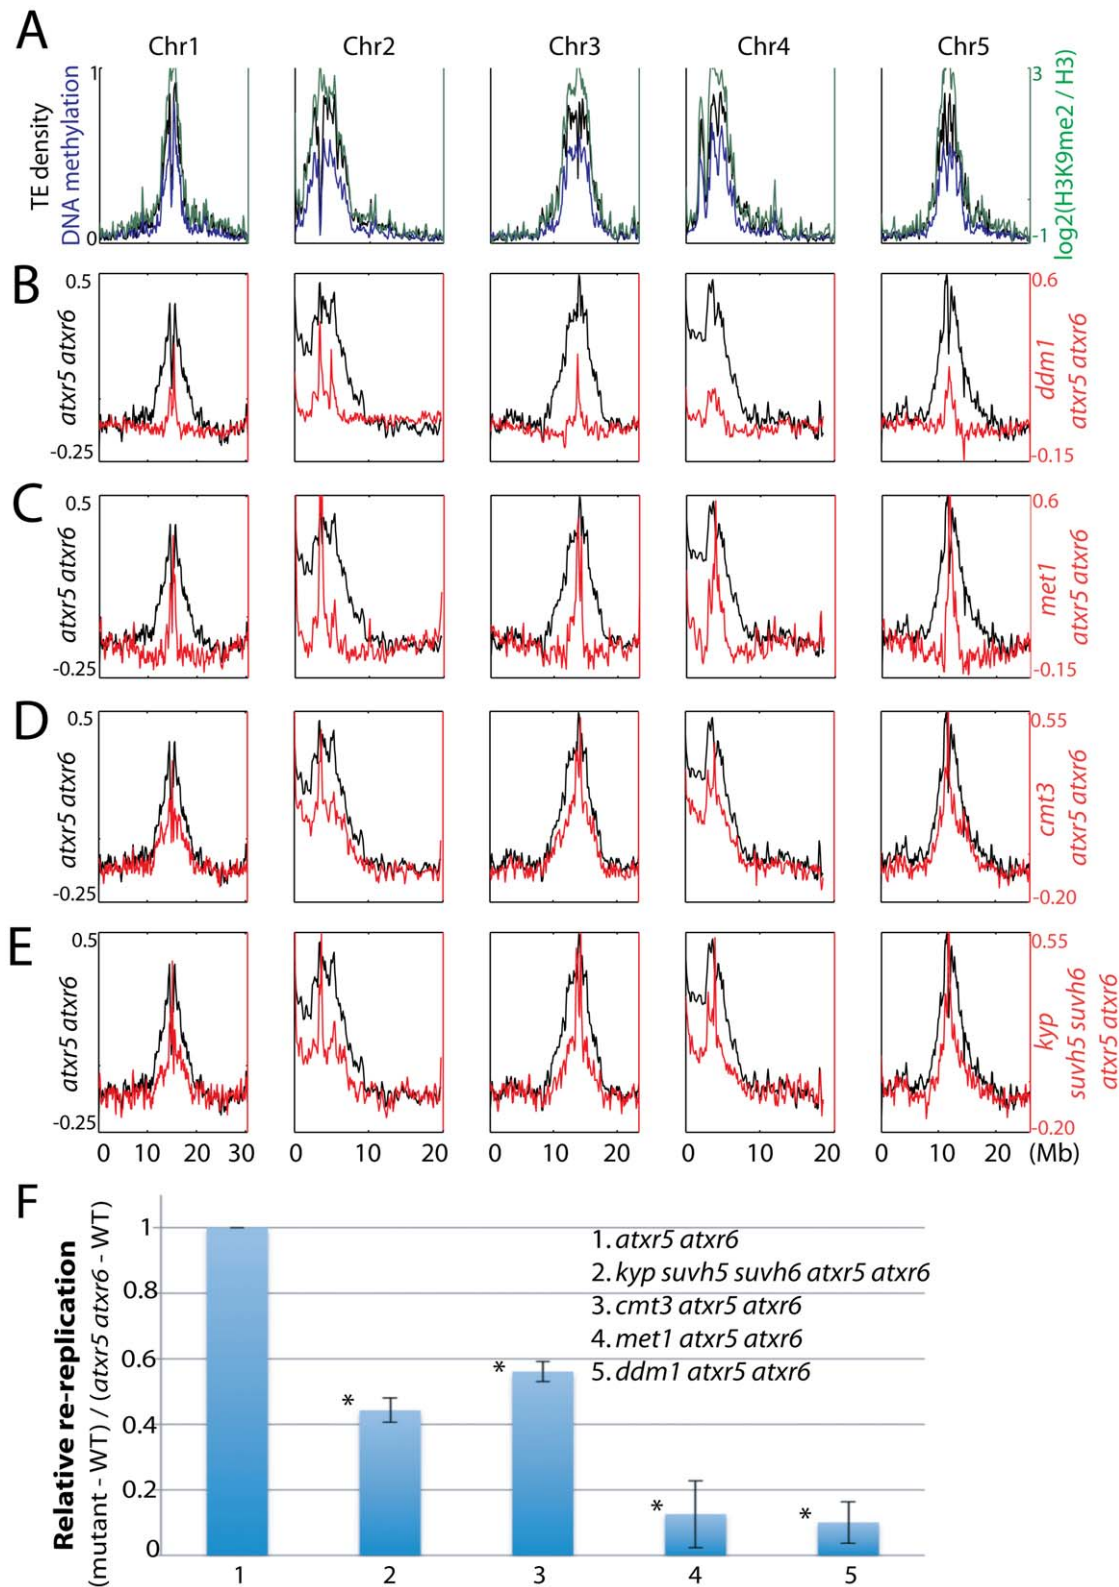 A
Chr1 Chr2 Chr3 Chr4 Chr5
TE density
DNA methylation
1
0
3
-1
log2(H3K9me2 / H3)
B
atxr5 atxr6
0.5
-0.25
0.6
-0.15
ddm1
atxr5 atxr6
C
atxr5 atxr6
0.5
-0.25
0.6
-0.15
met1
atxr5 atxr6
D
atxr5 atxr6
0.5
-0.25
0.55
-0.20
cmt3
atxr5 atxr6
E
atxr5 atxr6
0.5
-0.25
0.55
-0.20
kyp
suvh5 suvh6
atxr5 atxr6
0 10 20 30 0 10 20 0 10 20 0 10 20 0 10 20 (Mb)
F
Relative re-replication
(mutant - WT) / (atxr5 atxr6 - WT)
1
0.8
0.6
0.4
0.2
0
1. atxr5 atxr6
2. kyp suvh5 suvh6 atxr5 atxr6
3. cmt3 atxr5 atxr6
4. met1 atxr5 atxr6
5. ddm1 atxr5 atxr6
* * * *
1 2 3 4 5